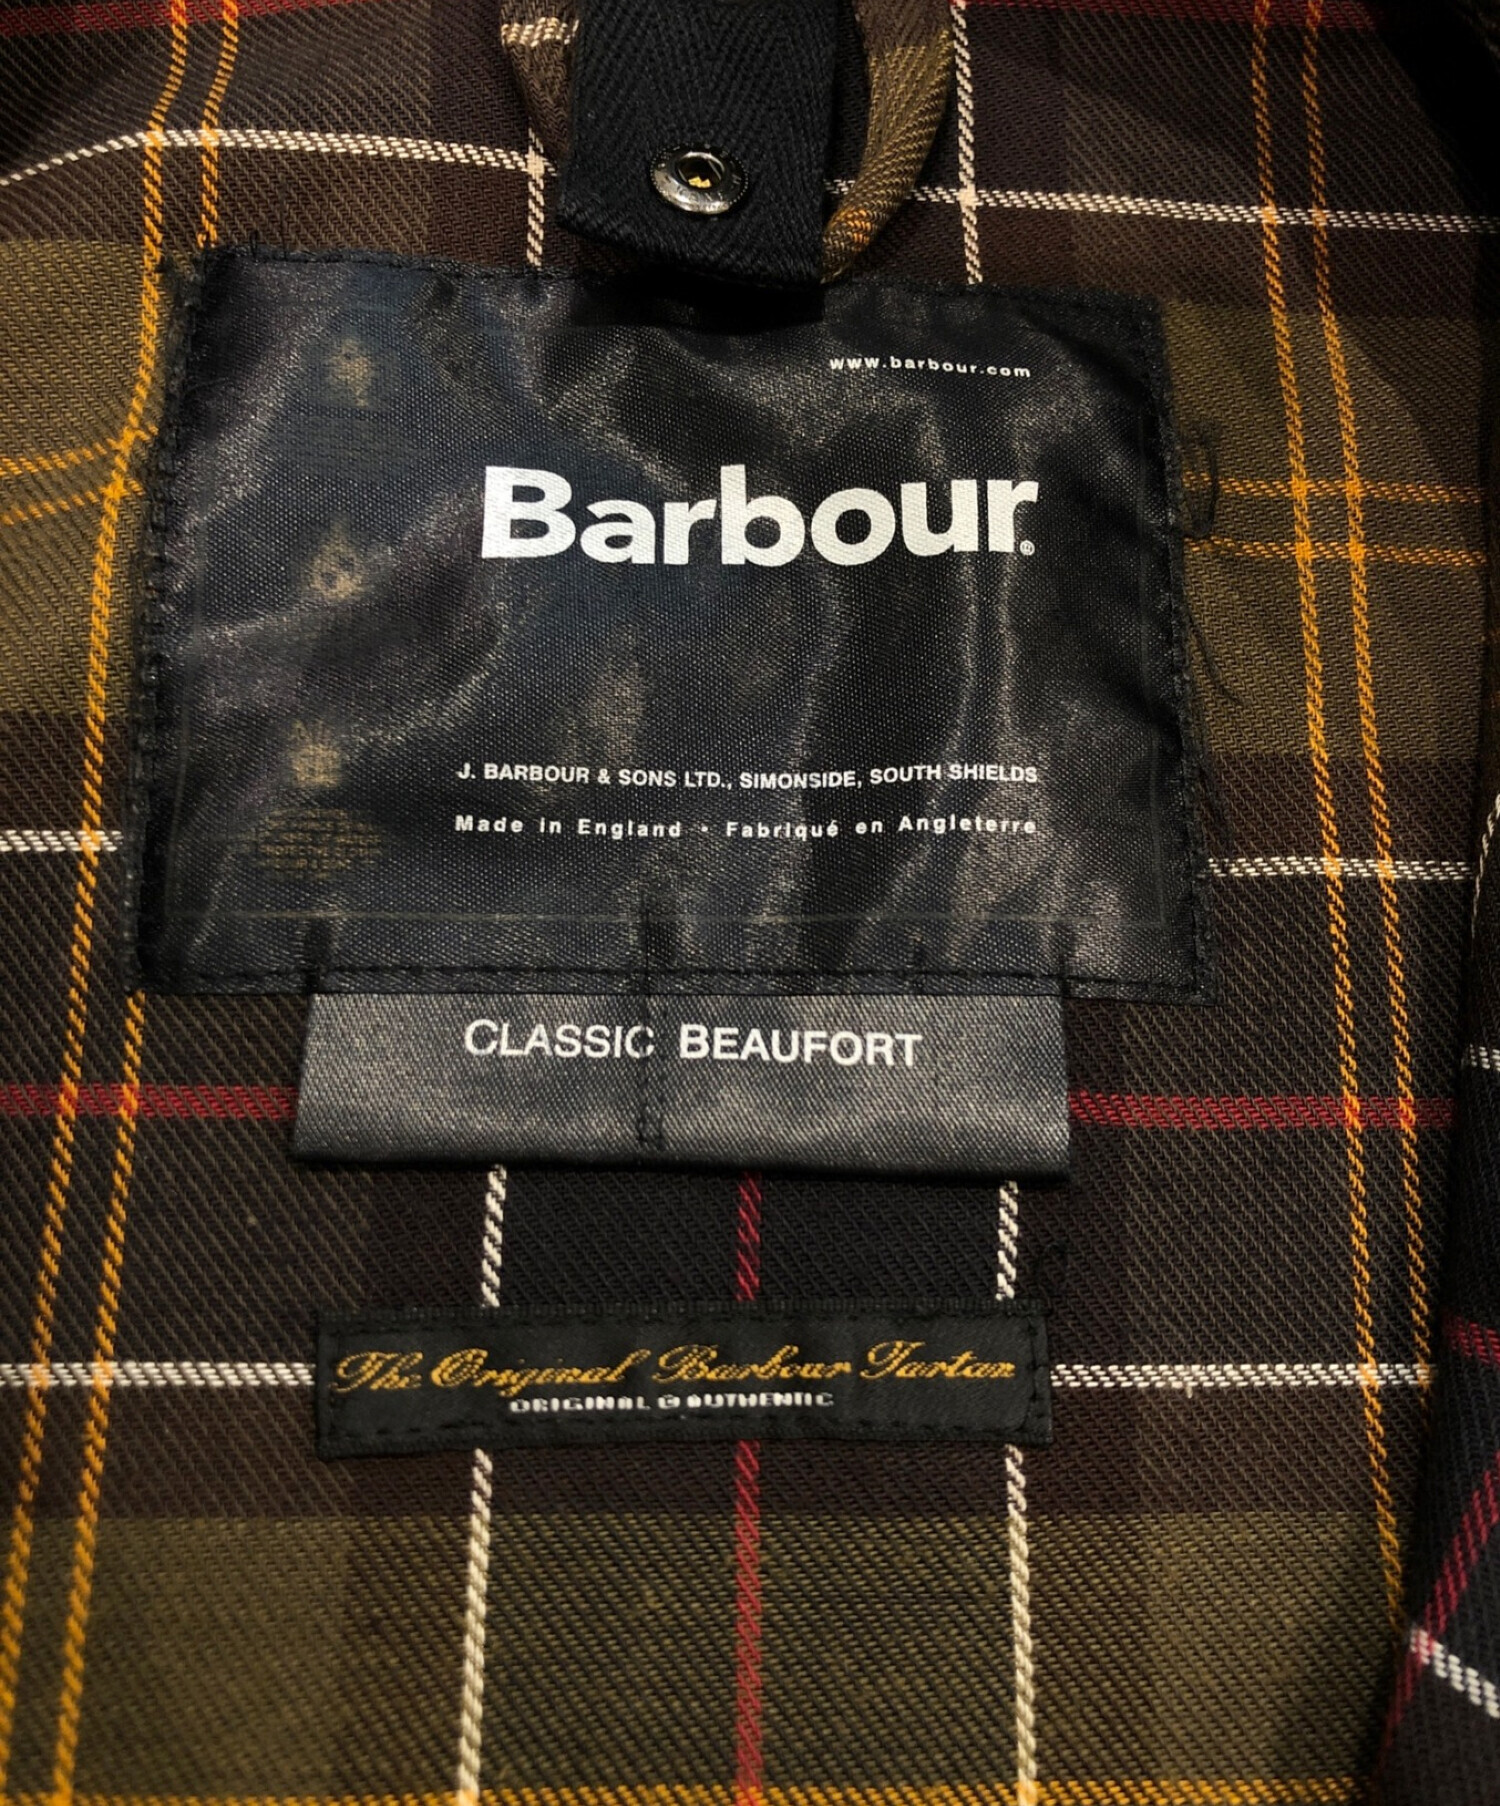 www.barbour.com
Barbour®
J. BARBOUR & SONS LTD., SIMONSIDE, SOUTH SHIELDS
Made in England • Fabriqué en Angleterre
CLASSIC BEAUFORT
The Original Barbour Tartan
ORIGINAL & AUTHENTIC